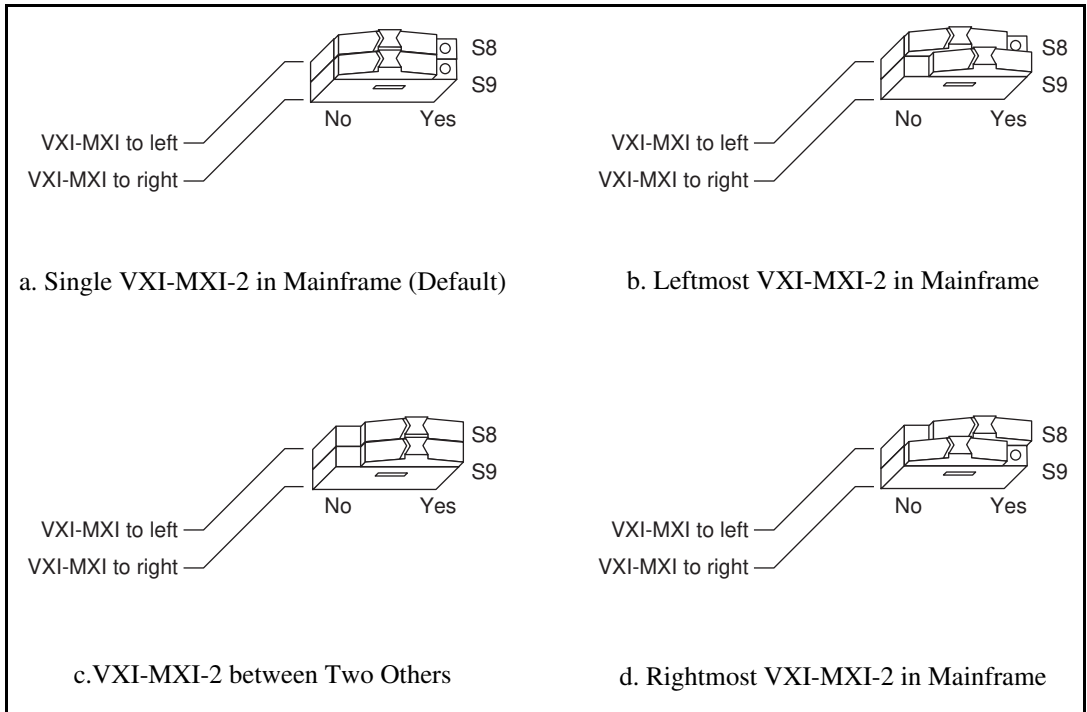 S8
S9
No Yes
VXI-MXI to left
VXI-MXI to right
a. Single VXI-MXI-2 in Mainframe (Default)
S8
S9
No Yes
VXI-MXI to left
VXI-MXI to right
b. Leftmost VXI-MXI-2 in Mainframe
S8
S9
No Yes
VXI-MXI to left
VXI-MXI to right
c.VXI-MXI-2 between Two Others
S8
S9
No Yes
VXI-MXI to left
VXI-MXI to right
d. Rightmost VXI-MXI-2 in Mainframe